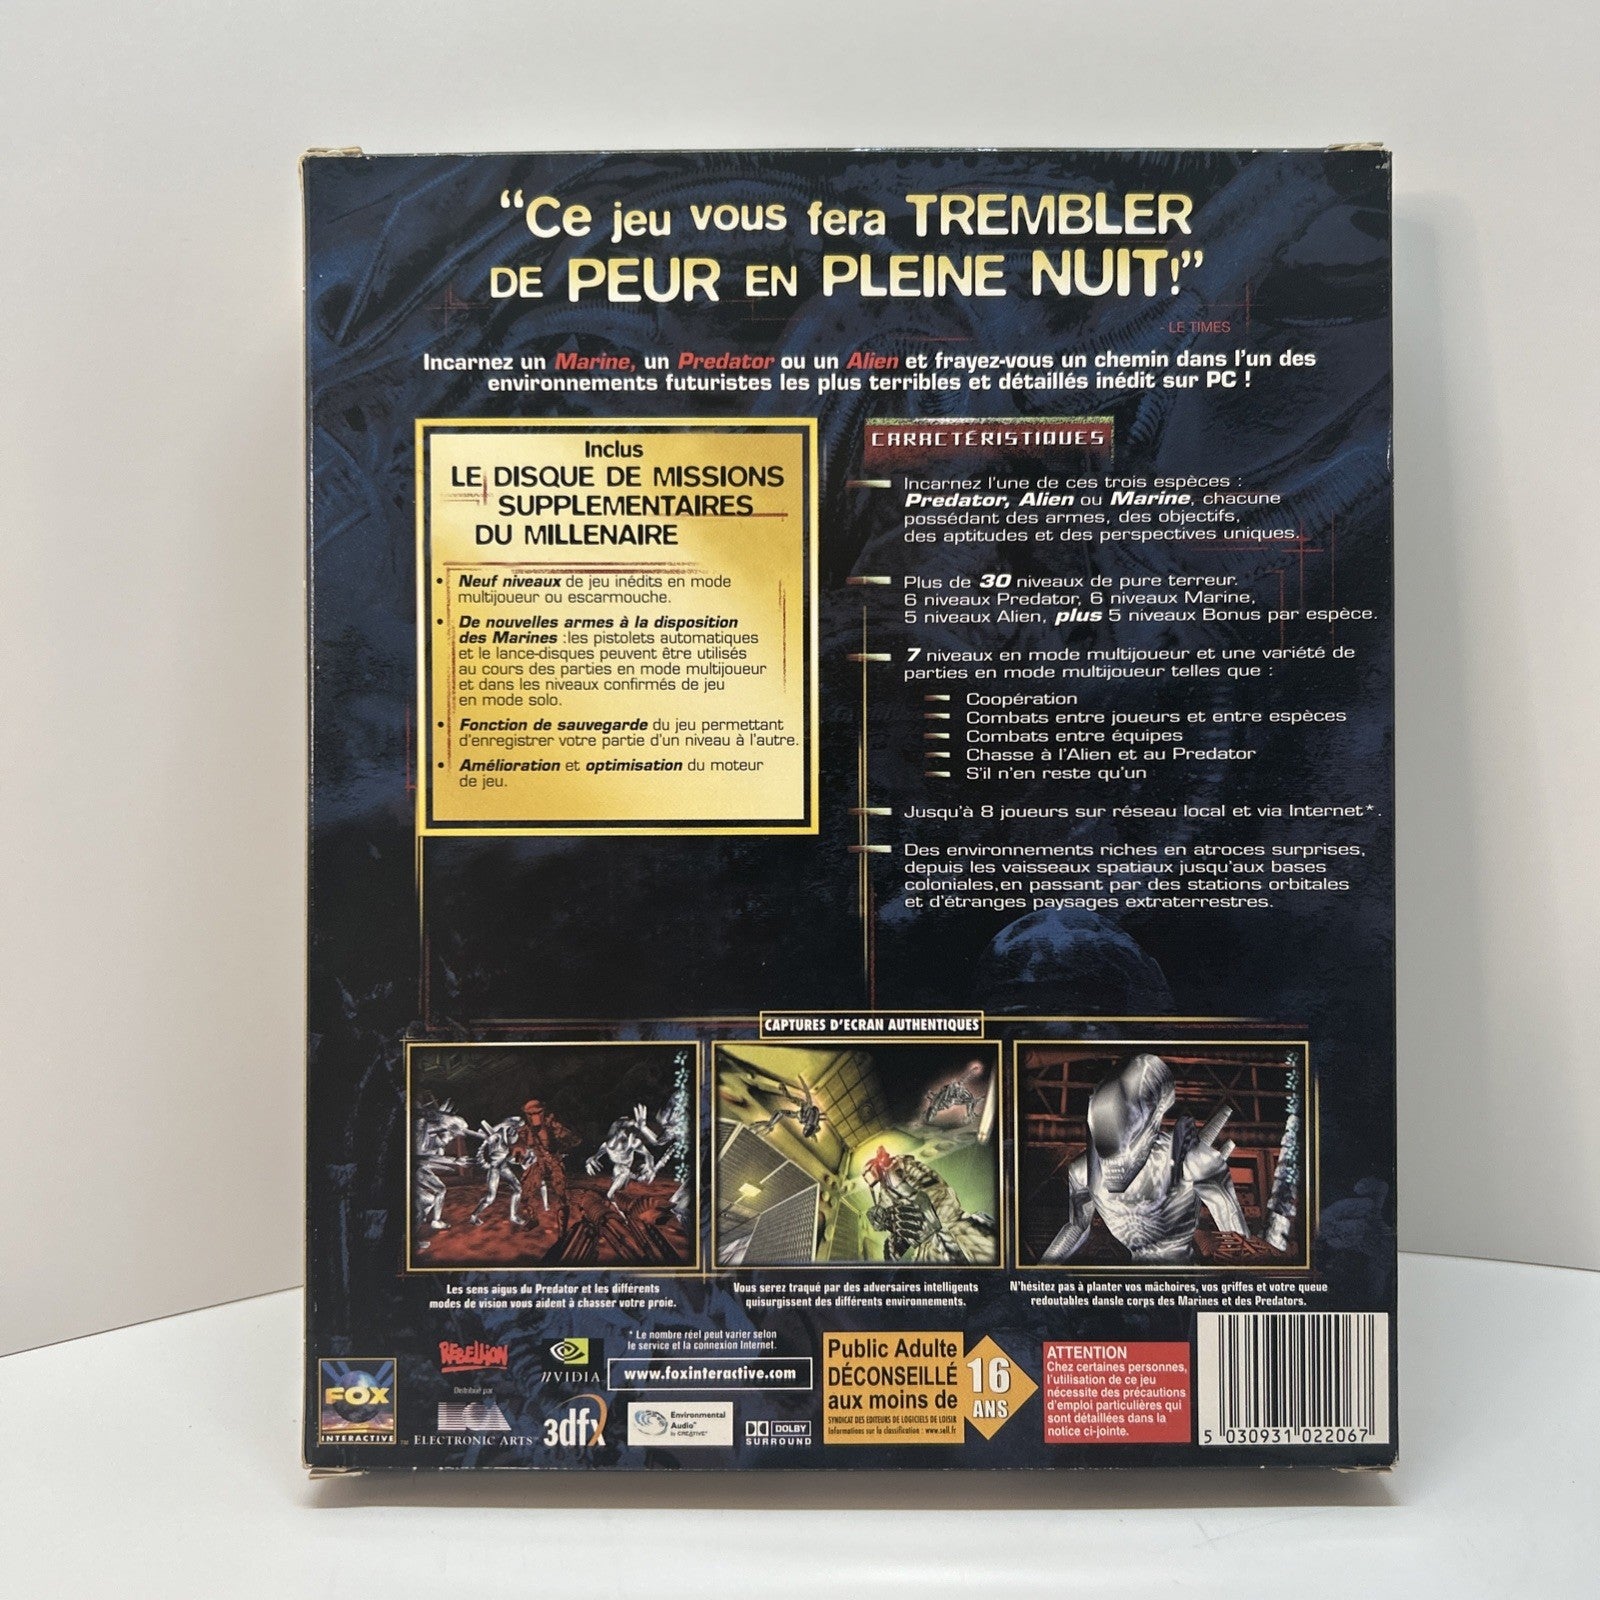 “Ce jeu vous fera TREMBLER
DE PEUR EN PLEINE NUIT!”
- LE TIMES
Incarnez un Marine, un Predator ou un Alien et frayez-vous un chemin dans l'un des
environnements futuristes les plus terribles et détaillés inédit sur PC !
Inclus
LE DISQUE DE MISSIONS
SUPPLEMENTAIRES
DU MILLENAIRE
• Neuf niveaux de jeu inédits en mode
multijoueur ou escarmouche.
• De nouvelles armes à la disposition
des Marines :les pistolets automatiques
et le lance-disques peuvent être utilisés
au cours des parties en mode multijoueur
et dans les niveaux confirmés de jeu
en mode solo.
• Fonction de sauvegarde du jeu permettant
d'enregistrer votre partie d'un niveau à l'autre.
• Amélioration et optimisation du moteur
de jeu.
CARACTÉRISTIQUES
Incarnez l'une de ces trois espèces :
Predator, Alien ou Marine, chacune
possédant des armes, des objectifs,
des aptitudes et des perspectives uniques.
Plus de 30 niveaux de pure terreur.
6 niveaux Predator, 6 niveaux Marine,
5 niveaux Alien, plus 5 niveaux Bonus par espèce.
7 niveaux en mode multijoueur et une variété de
parties en mode multijoueur telles que :
Coopération
Combats entre joueurs et entre espèces
Combats entre équipes
Chasse à l'Alien et au Predator
S'il n'en reste qu'un
Jusqu'à 8 joueurs sur réseau local et via Internet*.
Des environnements riches en atroces surprises,
depuis les vaisseaux spatiaux jusqu'aux bases
coloniales,en passant par des stations orbitales
et d'étranges paysages extraterrestres.
CAPTURES D'ECRAN AUTHENTIQUES
Les sens aigus du Predator et les différents
modes de vision vous aident à chasser votre proie.
Vous serez traqué par des adversaires intelligents
quisurgissent des différents environnements.
N'hésitez pas à planter vos mâchoires, vos griffes et votre queue
redoutables dansle corps des Marines et des Predators.
FOX
INTERACTIVE
REBELLION
Distribué par
EA
ELECTRONIC ARTS™
NVIDIA
3dfx
* Le nombre réel peut varier selon
le service et la connexion Internet.
www.foxinteractive.com
Environmental
Audio™
by CREATIVE®
DOLBY
SURROUND
Public Adulte
DÉCONSEILLÉ
aux moins de
16
ANS
SYNDICAT DES EDITEURS DE LOGICIELS DE LOISIR
Informations sur la classification : www.sell.fr
ATTENTION
Chez certaines personnes,
l'utilisation de ce jeu
nécessite des précautions
d'emploi particulières qui
sont détaillées dans la
notice ci-jointe.
5 030931 022067